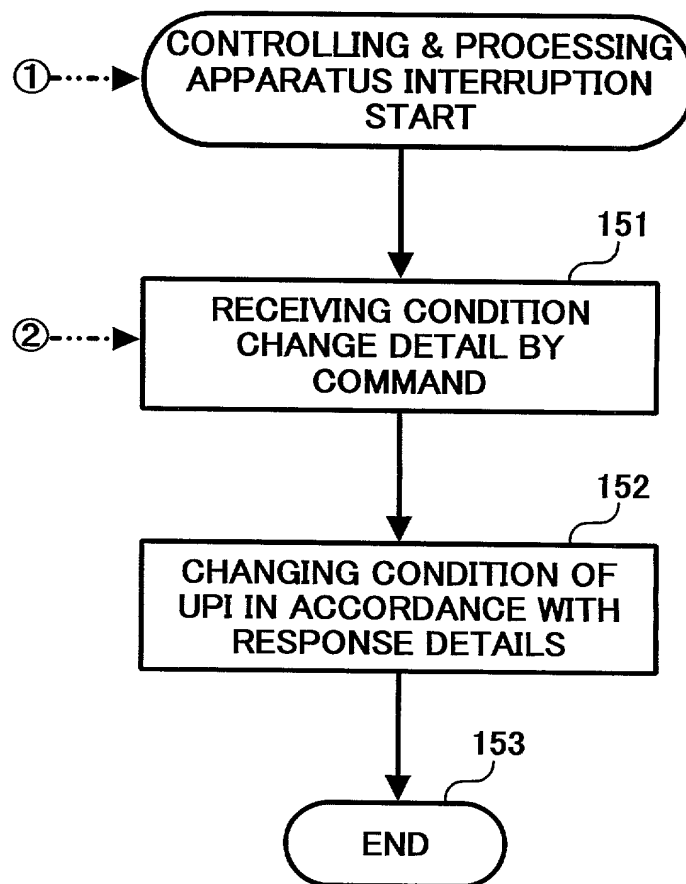 CONTROLLING & PROCESSING
① APPARATUS INTERRUPTION
START
151
RECEIVING CONDITION
② CHANGE DETAIL BY
COMMAND
152
CHANGING CONDITION OF
UPI IN ACCORDANCE WITH
RESPONSE DETAILS
153
END